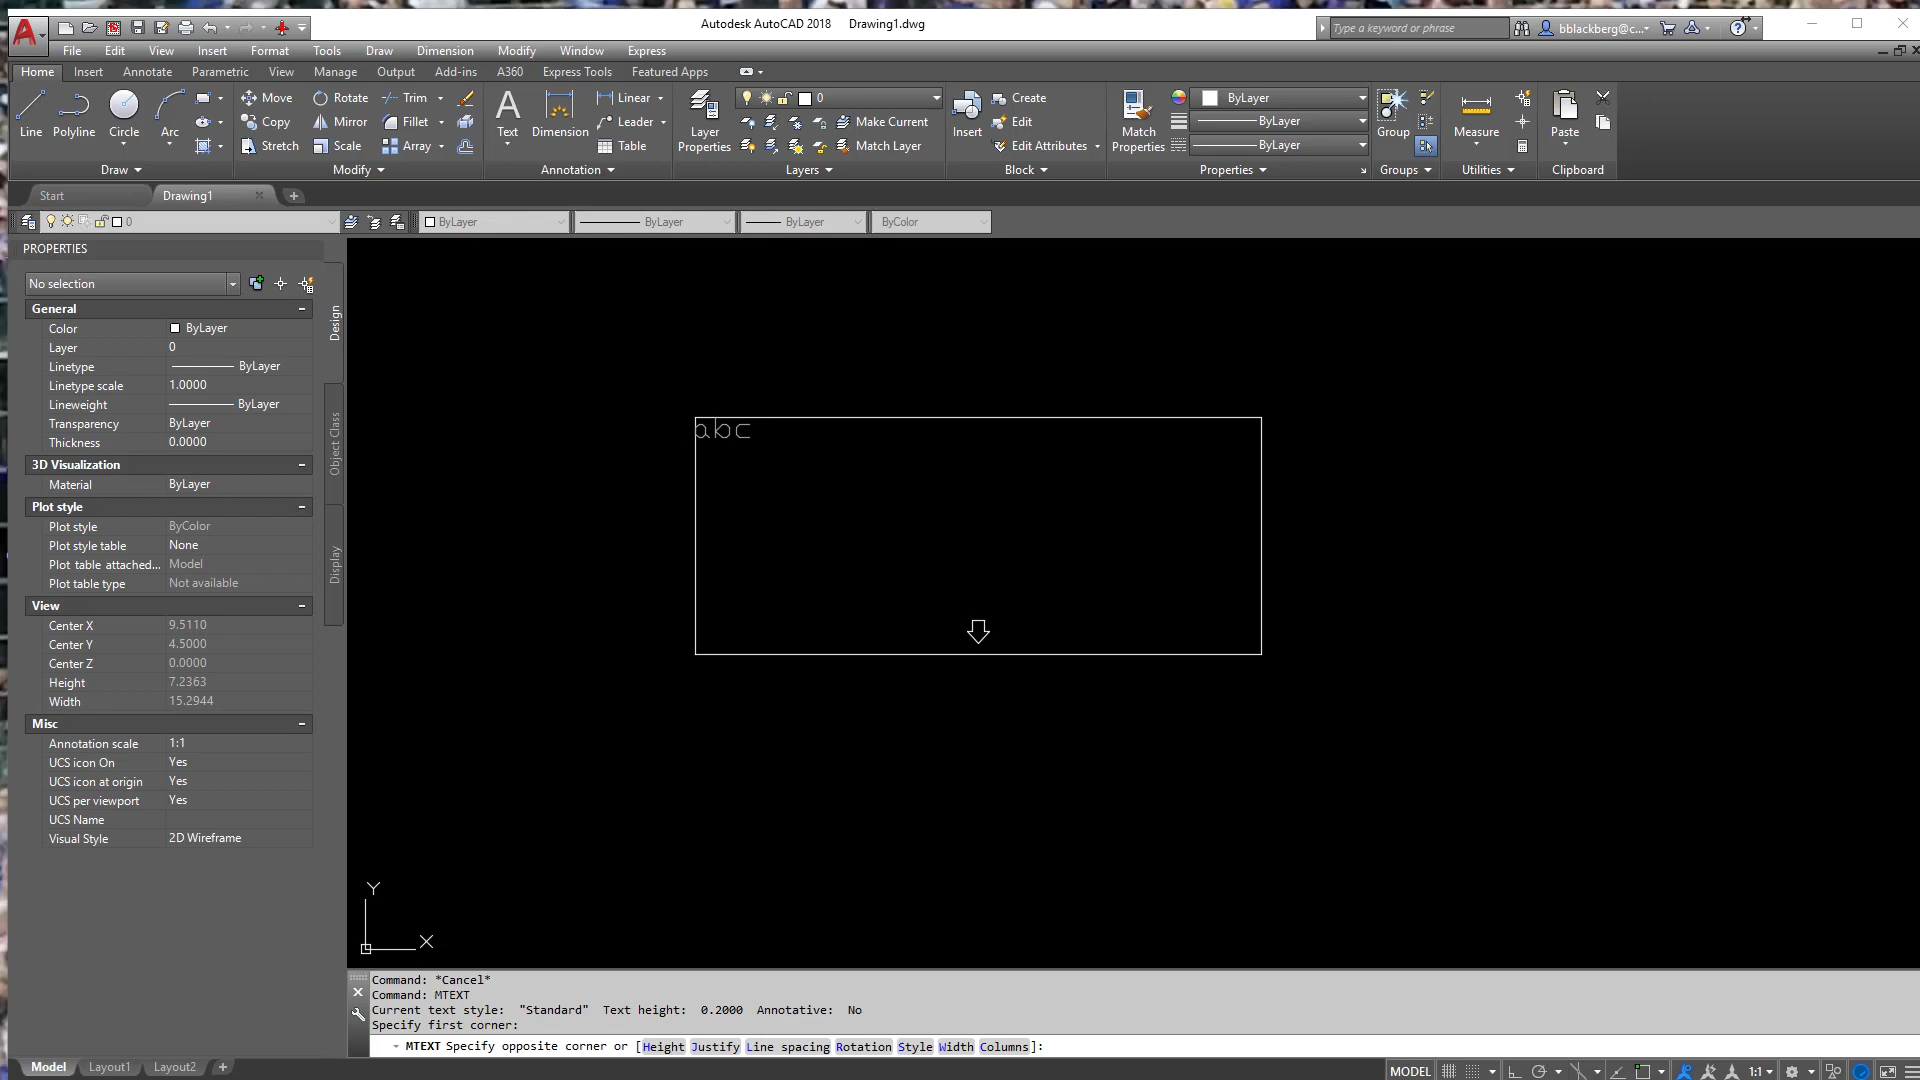 Autodesk AutoCAD 2018 Drawing1.dwg
Type a keyword or phrase
bblackberg@c...
File Edit View Insert Format Tools Draw Dimension Modify Window Express
Home Insert Annotate Parametric View Manage Output Add-ins A360 Express Tools Featured Apps
Line Polyline Circle Arc
Move Rotate Trim
Copy Mirror Fillet
Stretch Scale Array
Text Dimension
Linear
Leader
Table
Layer Properties
0
Make Current
Match Layer
Insert
Create
Edit
Edit Attributes
Match Properties
ByLayer
ByLayer
ByLayer
Group
Measure
Paste
Draw Modify Annotation Layers Block Properties Groups Utilities Clipboard
Start Drawing1
0 ByLayer ByLayer ByLayer ByColor
PROPERTIES
No selection
General
Color ByLayer
Layer 0
Linetype ByLayer
Linetype scale 1.0000
Lineweight ByLayer
Transparency ByLayer
Thickness 0.0000
3D Visualization
Material ByLayer
Plot style
Plot style ByColor
Plot style table None
Plot table attached... Model
Plot table type Not available
View
Center X 9.5110
Center Y 4.5000
Center Z 0.0000
Height 7.2363
Width 15.2944
Misc
Annotation scale 1:1
UCS icon On Yes
UCS icon at origin Yes
UCS per viewport Yes
UCS Name
Visual Style 2D Wireframe
Design
Object Class
Display
abc
Y
X
Command: *Cancel*
Command: MTEXT
Current text style: "Standard" Text height: 0.2000 Annotative: No
Specify first corner:
MTEXT Specify opposite corner or [Height Justify Line spacing Rotation Style Width Columns]:
Model Layout1 Layout2
MODEL 1:1